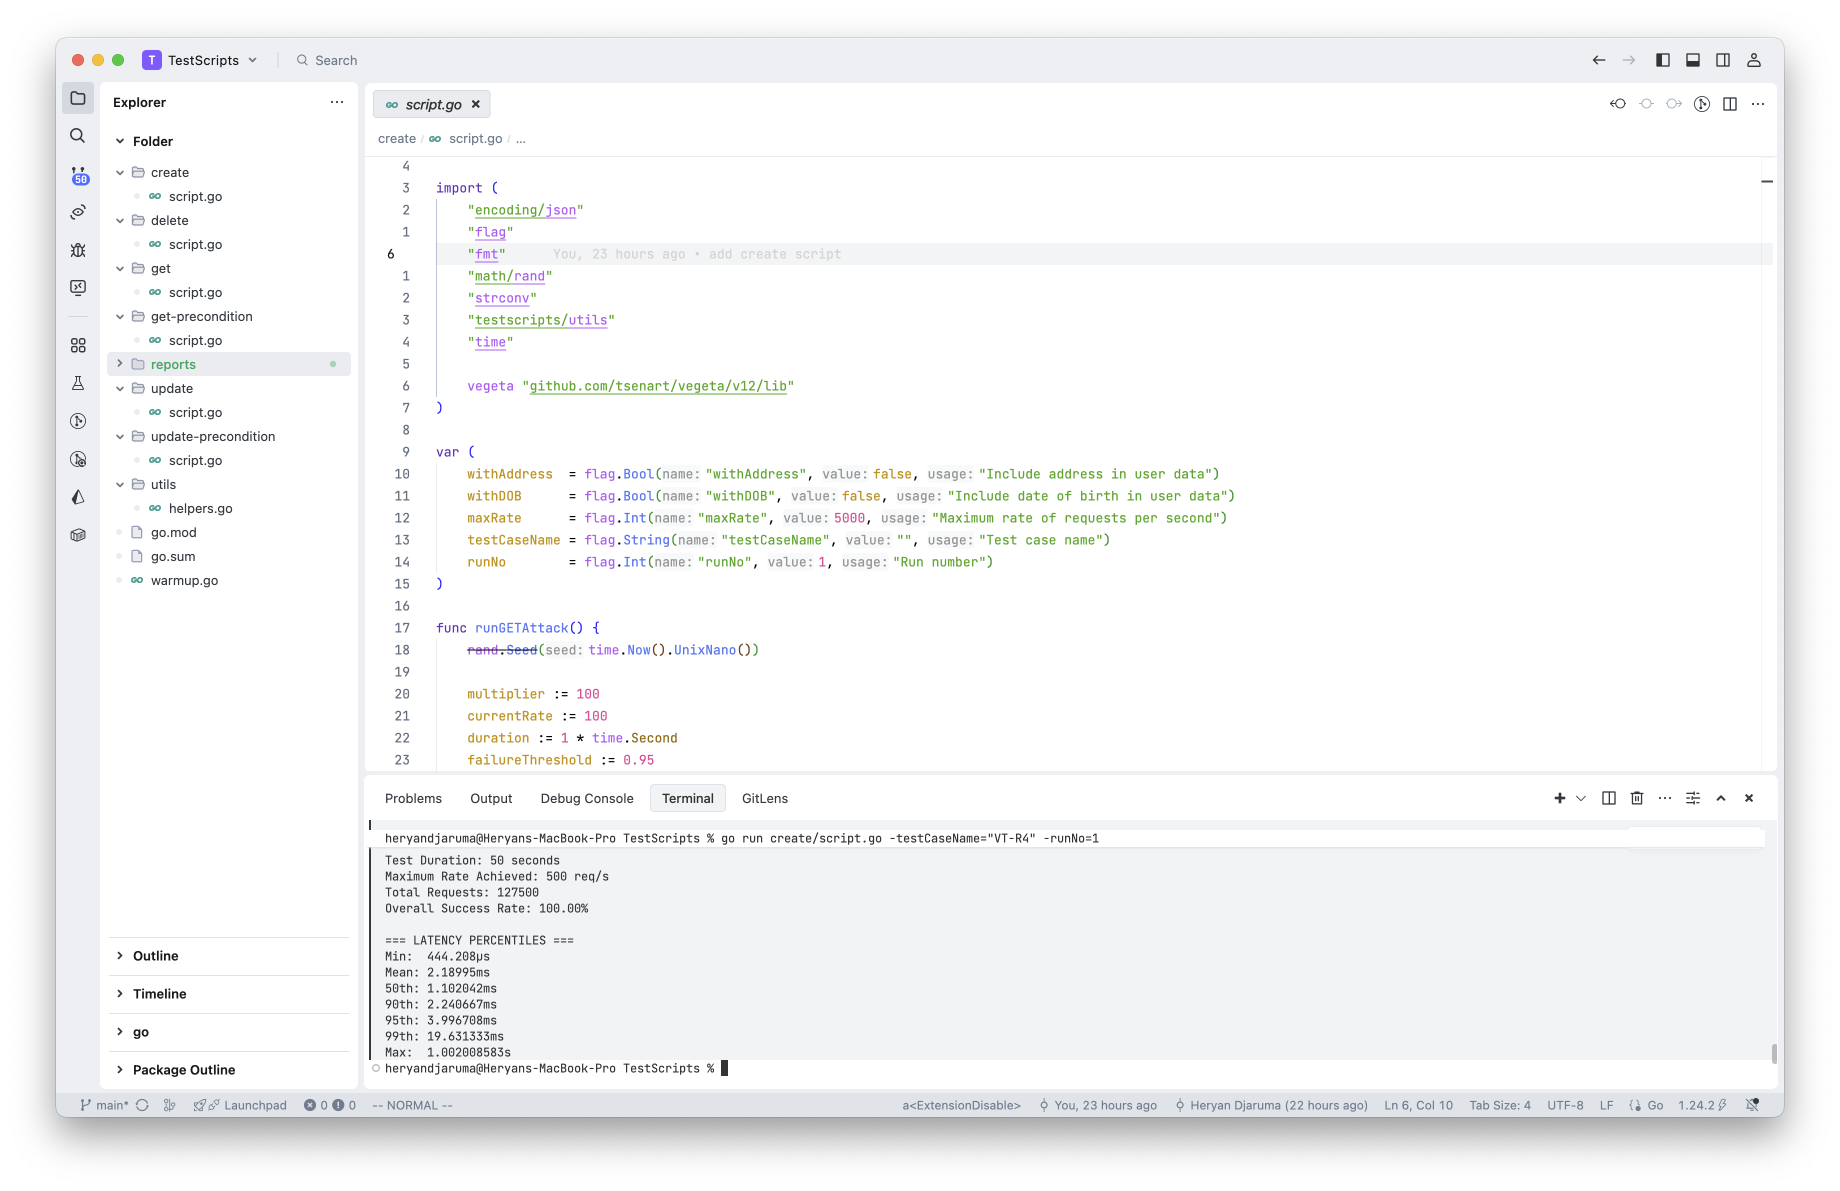 T TestScripts
Search
Explorer
Folder
create
script.go
delete
script.go
get
script.go
get-precondition
script.go
reports
update
script.go
update-precondition
script.go
utils
helpers.go
go.mod
go.sum
warmup.go
Outline
Timeline
go
Package Outline
50
script.go
create / script.go / ...
4
3 import (
2 "encoding/json"
1 "flag"
6 "fmt" You, 23 hours ago • add create script
1 "math/rand"
2 "strconv"
3 "testscripts/utils"
4 "time"
5
6 vegeta "github.com/tsenart/vegeta/v12/lib"
7 )
8
9 var (
10 withAddress = flag.Bool(name: "withAddress", value: false, usage: "Include address in user data")
11 withDOB = flag.Bool(name: "withDOB", value: false, usage: "Include date of birth in user data")
12 maxRate = flag.Int(name: "maxRate", value: 5000, usage: "Maximum rate of requests per second")
13 testCaseName = flag.String(name: "testCaseName", value: "", usage: "Test case name")
14 runNo = flag.Int(name: "runNo", value: 1, usage: "Run number")
15 )
16
17 func runGETAttack() {
18 rand.Seed(seed: time.Now().UnixNano())
19
20 multiplier := 100
21 currentRate := 100
22 duration := 1 * time.Second
23 failureThreshold := 0.95
Problems Output Debug Console Terminal GitLens
heryandjaruma@Heryans-MacBook-Pro TestScripts % go run create/script.go -testCaseName="VT-R4" -runNo=1
Test Duration: 50 seconds
Maximum Rate Achieved: 500 req/s
Total Requests: 127500
Overall Success Rate: 100.00%
=== LATENCY PERCENTILES ===
Min: 444.208µs
Mean: 2.18995ms
50th: 1.102042ms
90th: 2.240667ms
95th: 3.996708ms
99th: 19.631333ms
Max: 1.002008583s
heryandjaruma@Heryans-MacBook-Pro TestScripts %
main* Launchpad 0 0 -- NORMAL -- a<ExtensionDisable> You, 23 hours ago Heryan Djaruma (22 hours ago) Ln 6, Col 10 Tab Size: 4 UTF-8 LF Go 1.24.2